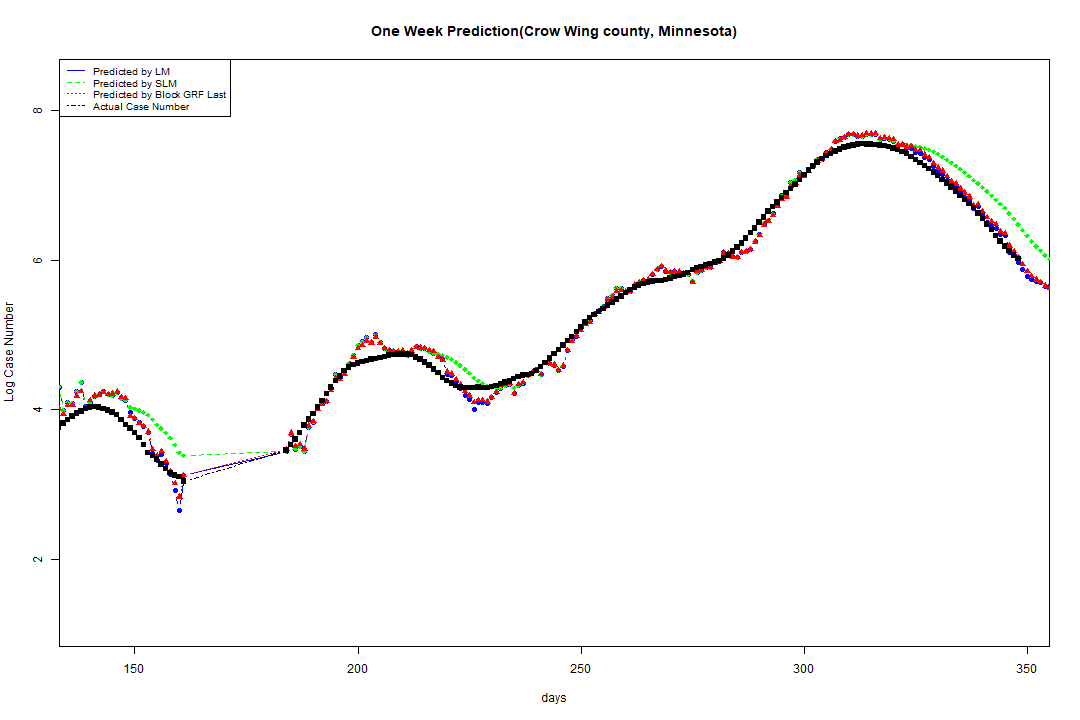 One Week Prediction(Crow Wing county, Minnesota)
Predicted by LM
Predicted by SLM
Predicted by Block GRF Last
Actual Case Number
8
6
4
2
Log Case Number
150 200 250 300 350
days